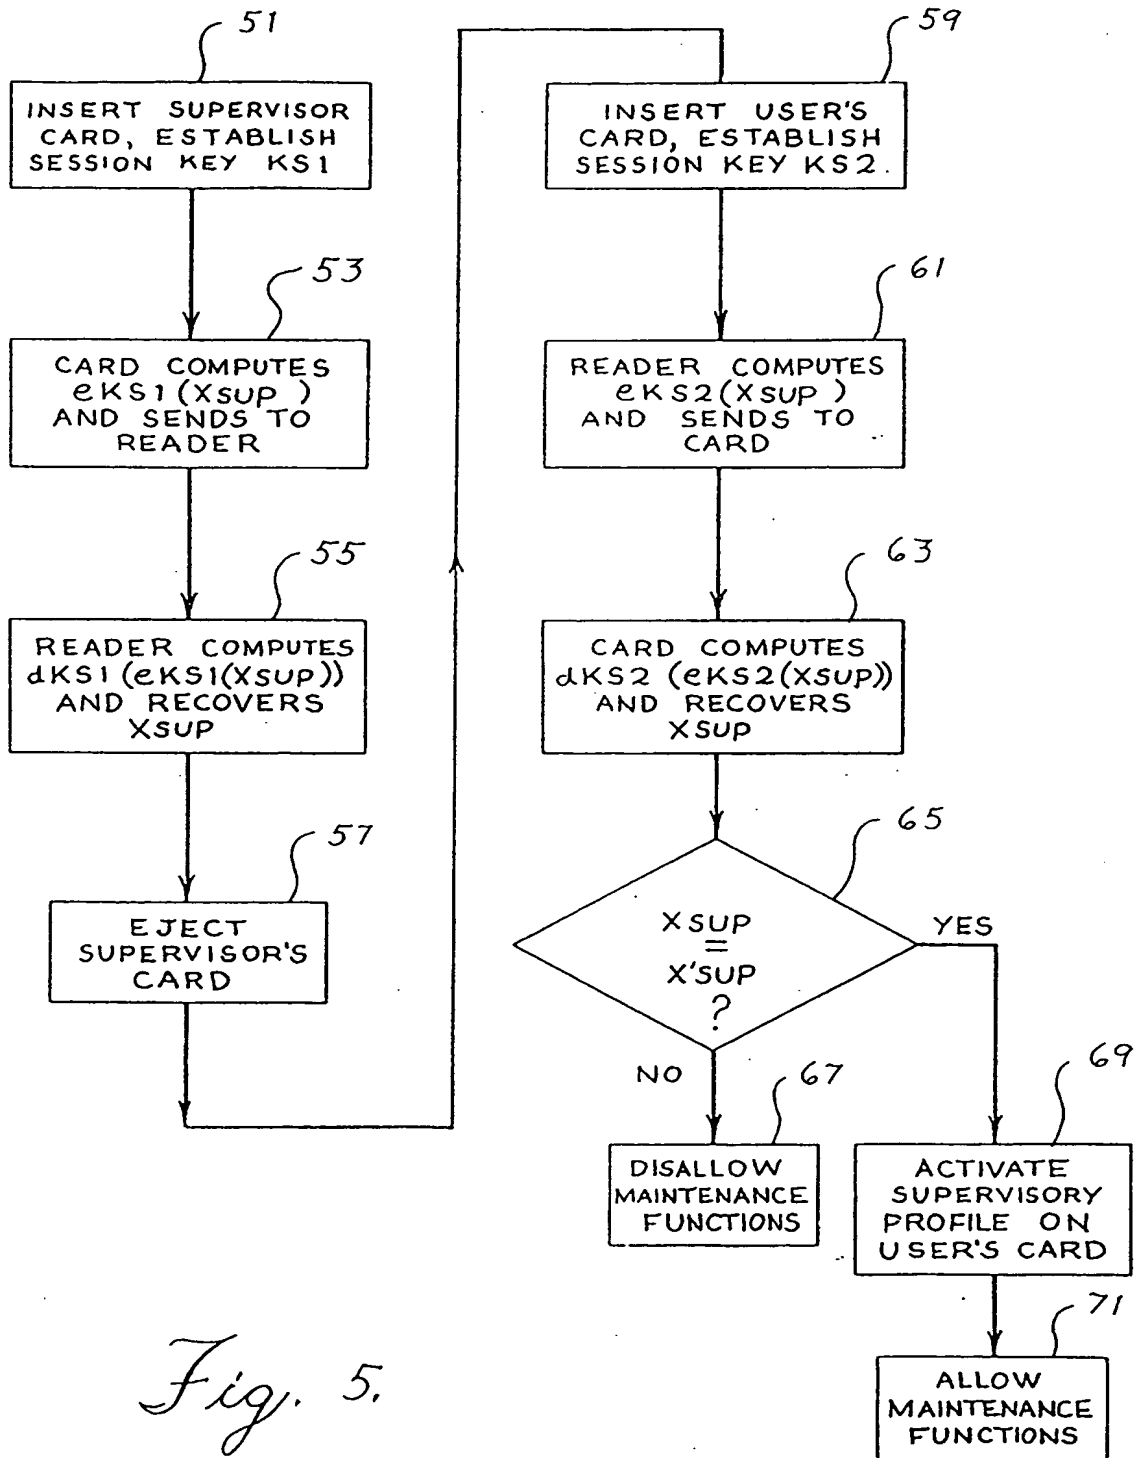 51
INSERT SUPERVISOR
CARD, ESTABLISH
SESSION KEY KS1
53
CARD COMPUTES
eKS1(XSUP )
AND SENDS TO
READER
55
READER COMPUTES
dKS1(eKS1(XSUP))
AND RECOVERS
XSUP
57
EJECT
SUPERVISOR'S
CARD
59
INSERT USER'S
CARD, ESTABLISH
SESSION KEY KS2.
61
READER COMPUTES
eKS2(XSUP )
AND SENDS TO
CARD
63
CARD COMPUTES
dKS2 (eKS2(XSUP))
AND RECOVERS
XSUP
65
XSUP
=
X'SUP
?
YES
NO
67
DISALLOW
MAINTENANCE
FUNCTIONS
69
ACTIVATE
SUPERVISORY
PROFILE ON
USER'S CARD
71
ALLOW
MAINTENANCE
FUNCTIONS
Fig. 5.